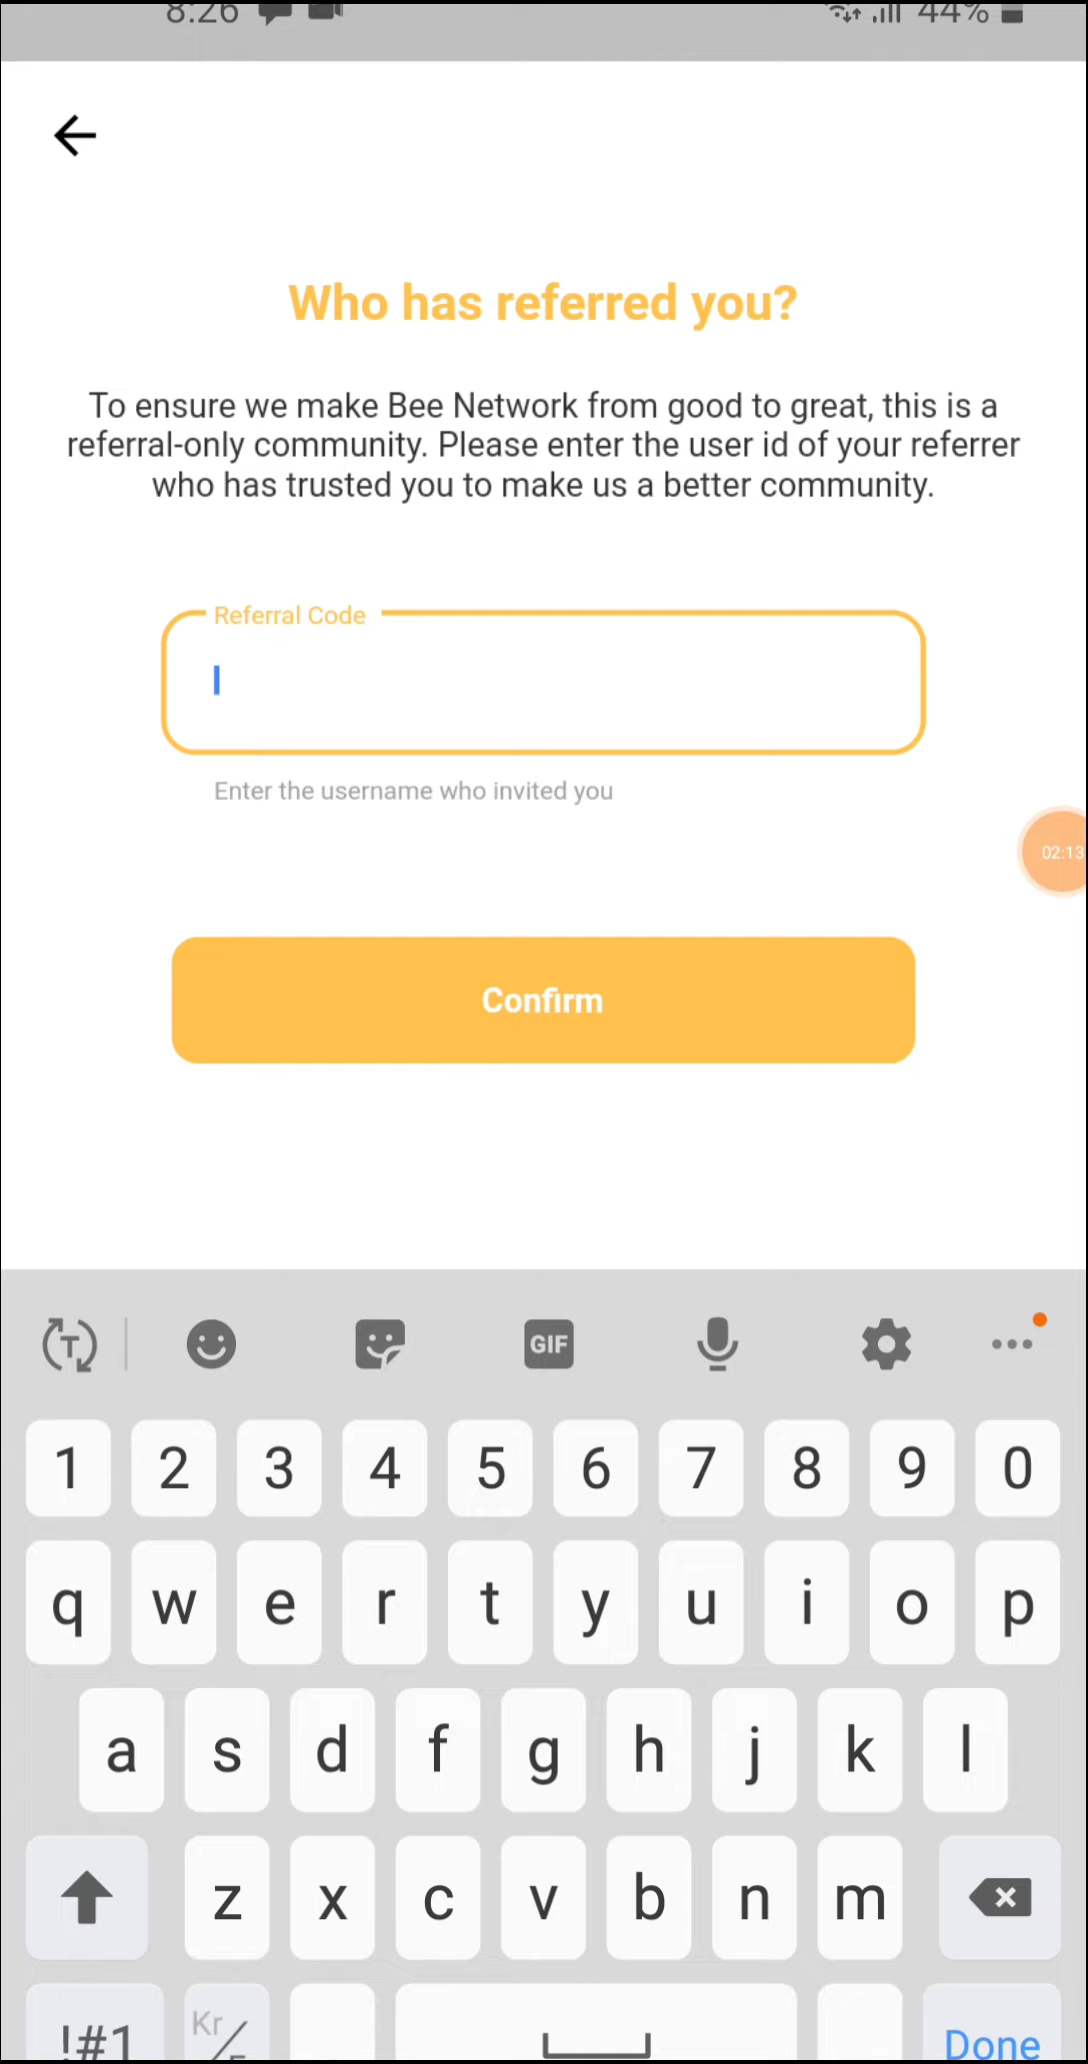 8:26 44%
Who has referred you?
To ensure we make Bee Network from good to great, this is a
referral-only community. Please enter the user id of your referrer
who has trusted you to make us a better community.
Referral Code
Enter the username who invited you
02:13
Confirm
T GIF
1 2 3 4 5 6 7 8 9 0
q w e r t y u i o p
a s d f g h j k l
z x c v b n m
!#1 Kr/ Done